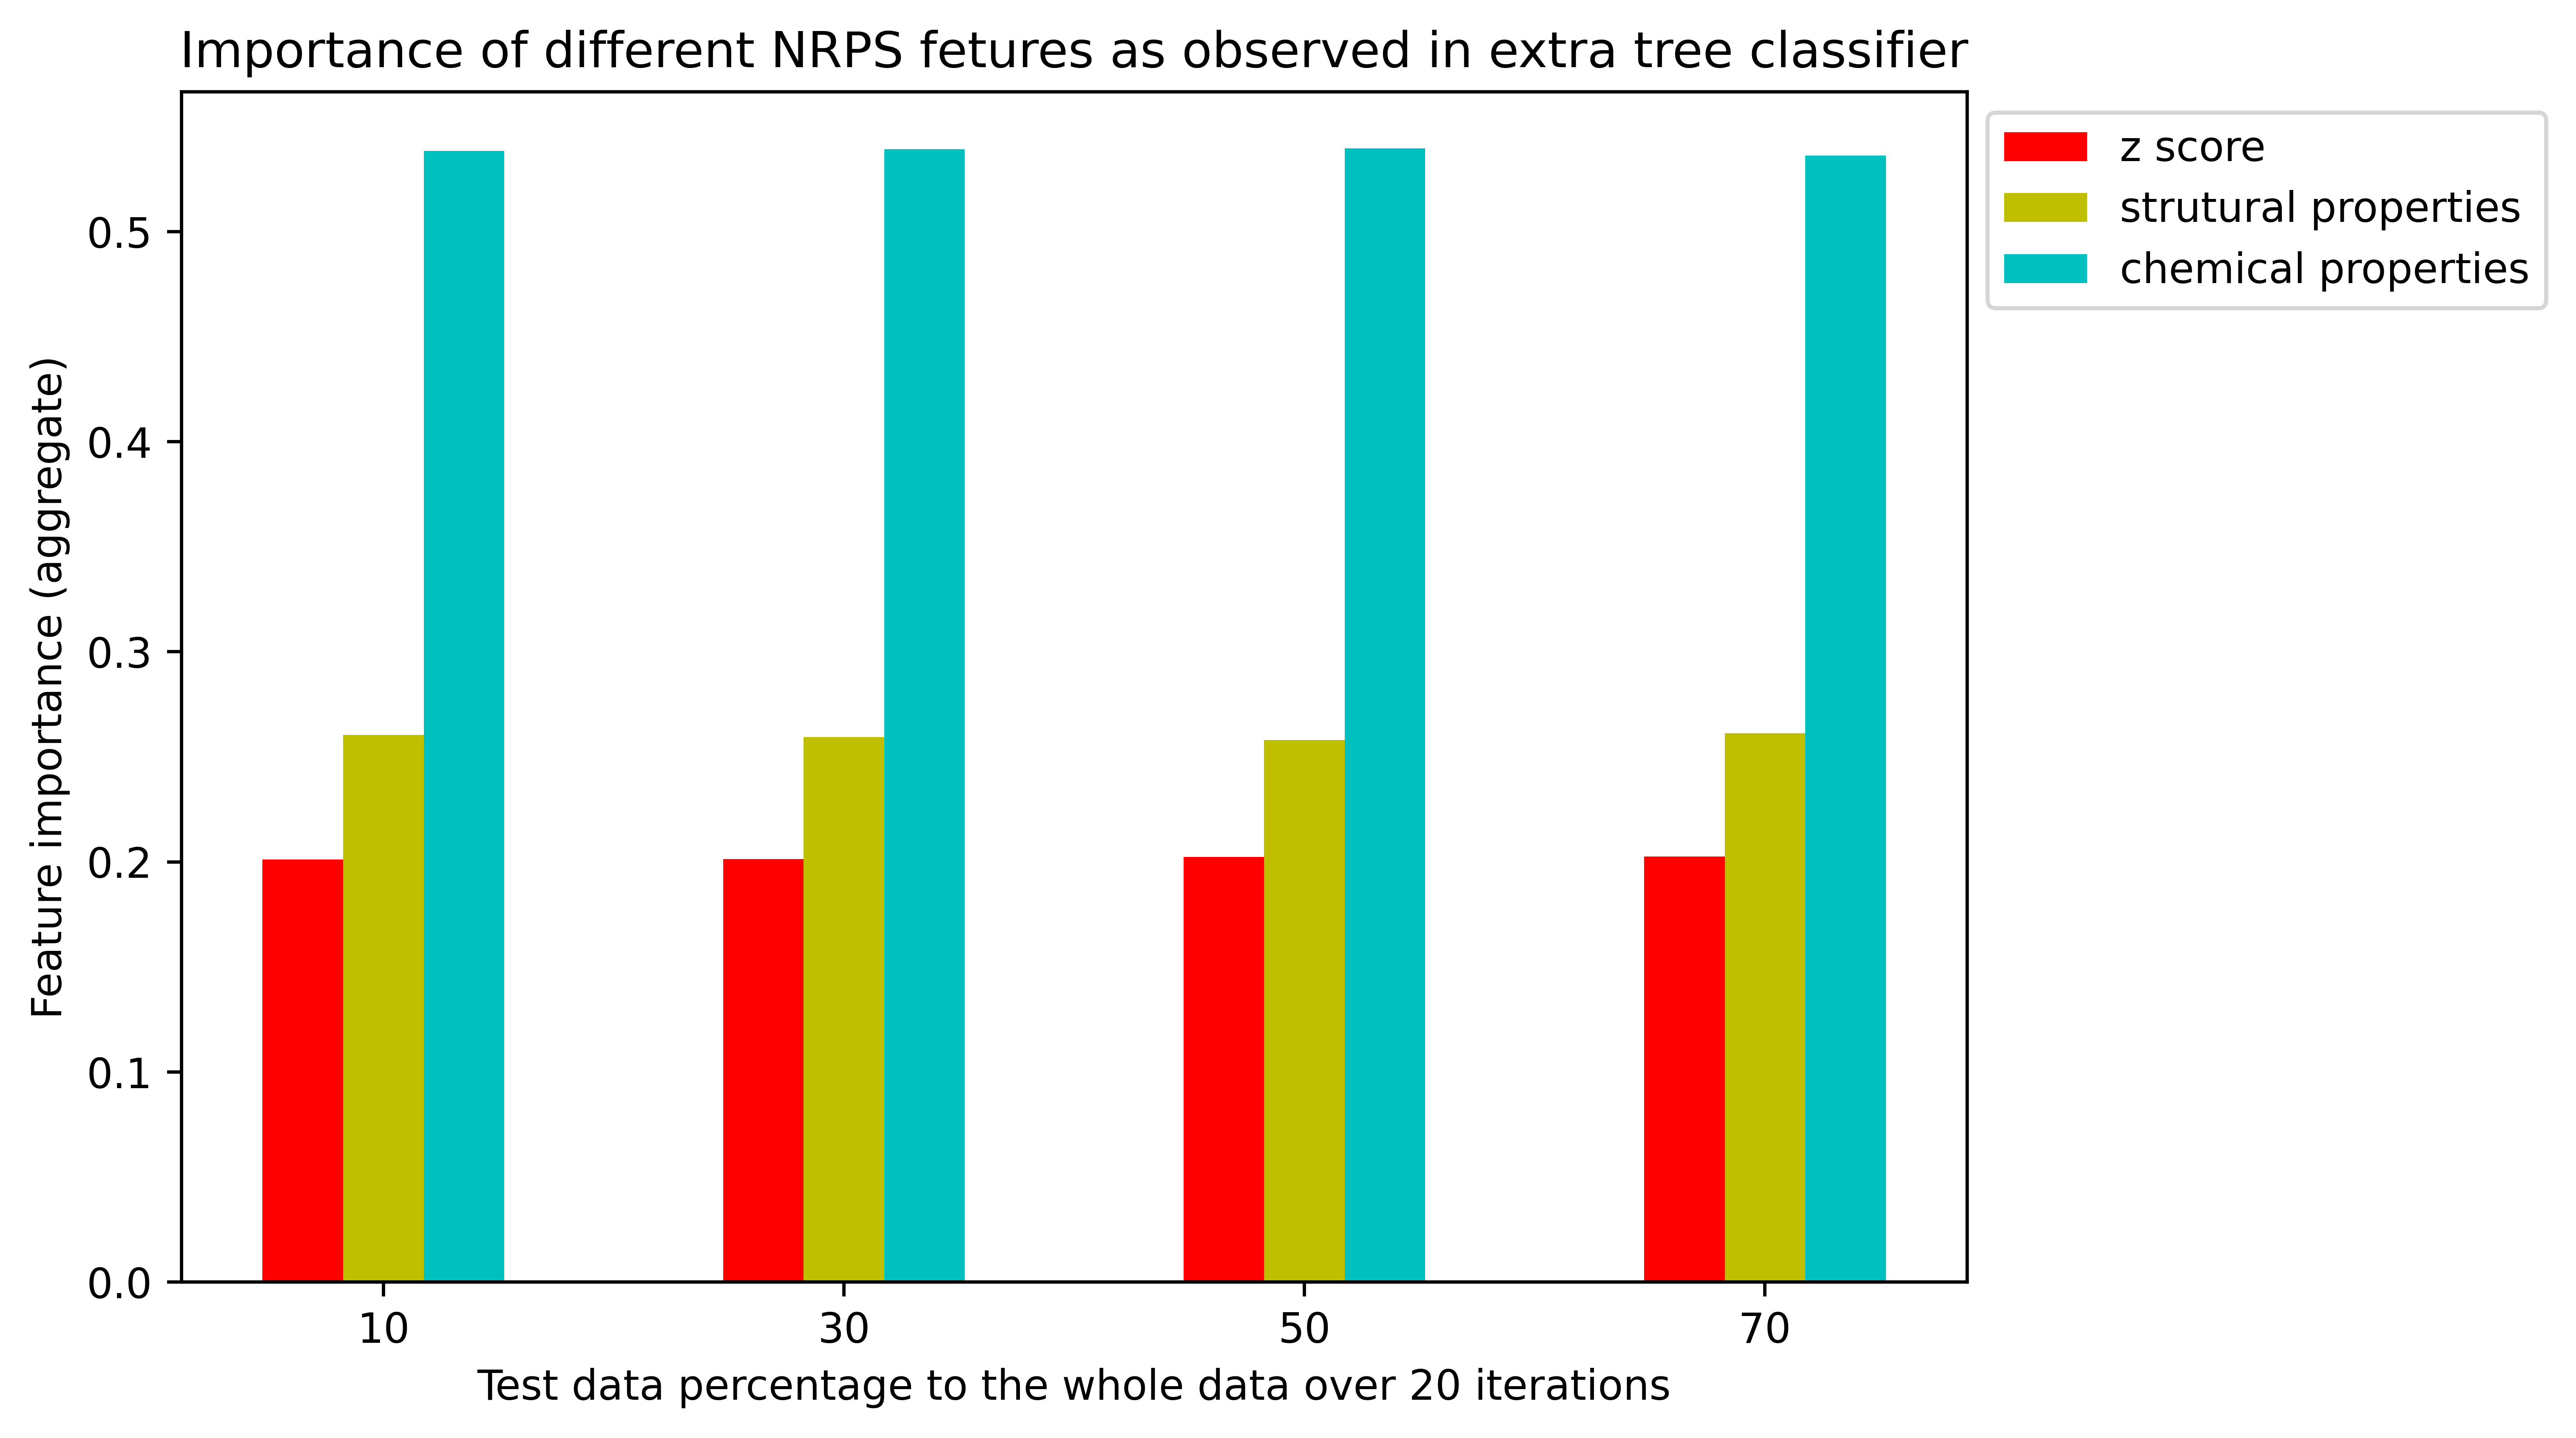 Importance of different NRPS fetures as observed in extra tree classifier
z score
strutural properties
chemical properties
Feature importance (aggregate)
0.5
0.4
0.3
0.2
0.1
0.0
10 30 50 70
Test data percentage to the whole data over 20 iterations